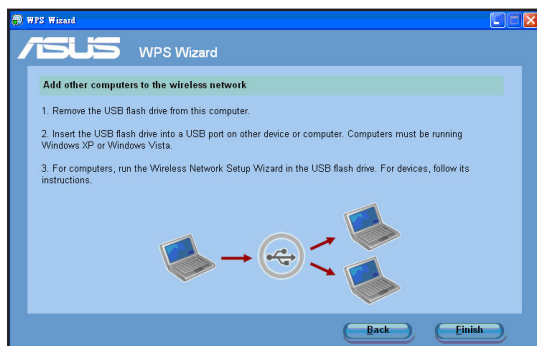 WPS Wizard
ASUS WPS Wizard
Add other computers to the wireless network
1. Remove the USB flash drive from this computer.
2. Insert the USB flash drive into a USB port on other device or computer. Computers must be running
Windows XP or Windows Vista.
3. For computers, run the Wireless Network Setup Wizard in the USB flash drive. For devices, follow its
instructions.
Back Finish